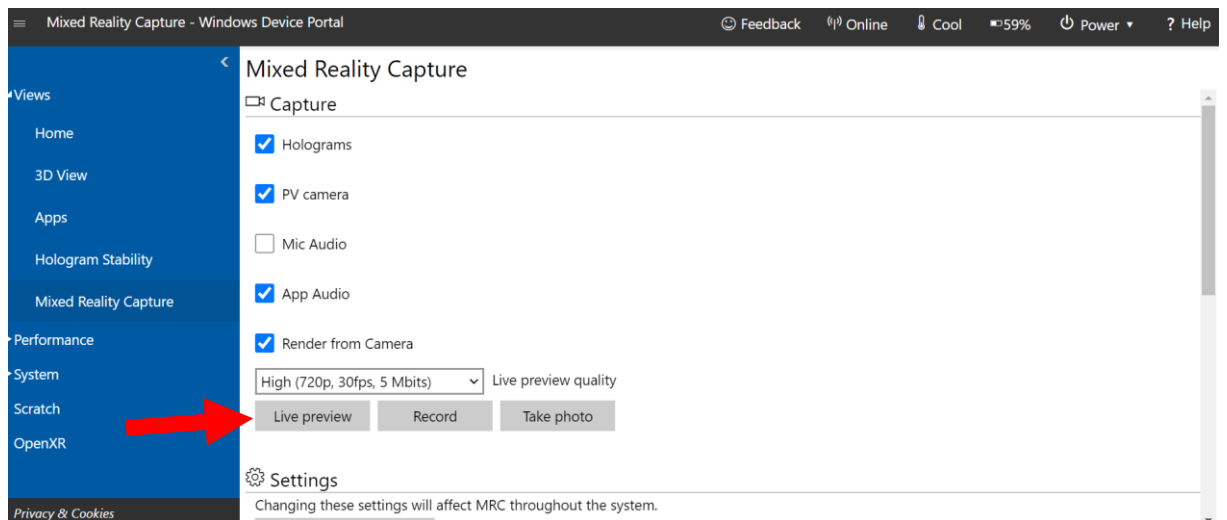 Mixed Reality Capture - Windows Device Portal
Feedback Online Cool 59% Power ▾ ? Help
Views
Home
3D View
Apps
Hologram Stability
Mixed Reality Capture
Performance
System
Scratch
OpenXR
Privacy & Cookies
Mixed Reality Capture
Capture
Holograms
PV camera
Mic Audio
App Audio
Render from Camera
High (720p, 30fps, 5 Mbits) Live preview quality
Live preview Record Take photo
Settings
Changing these settings will affect MRC throughout the system.